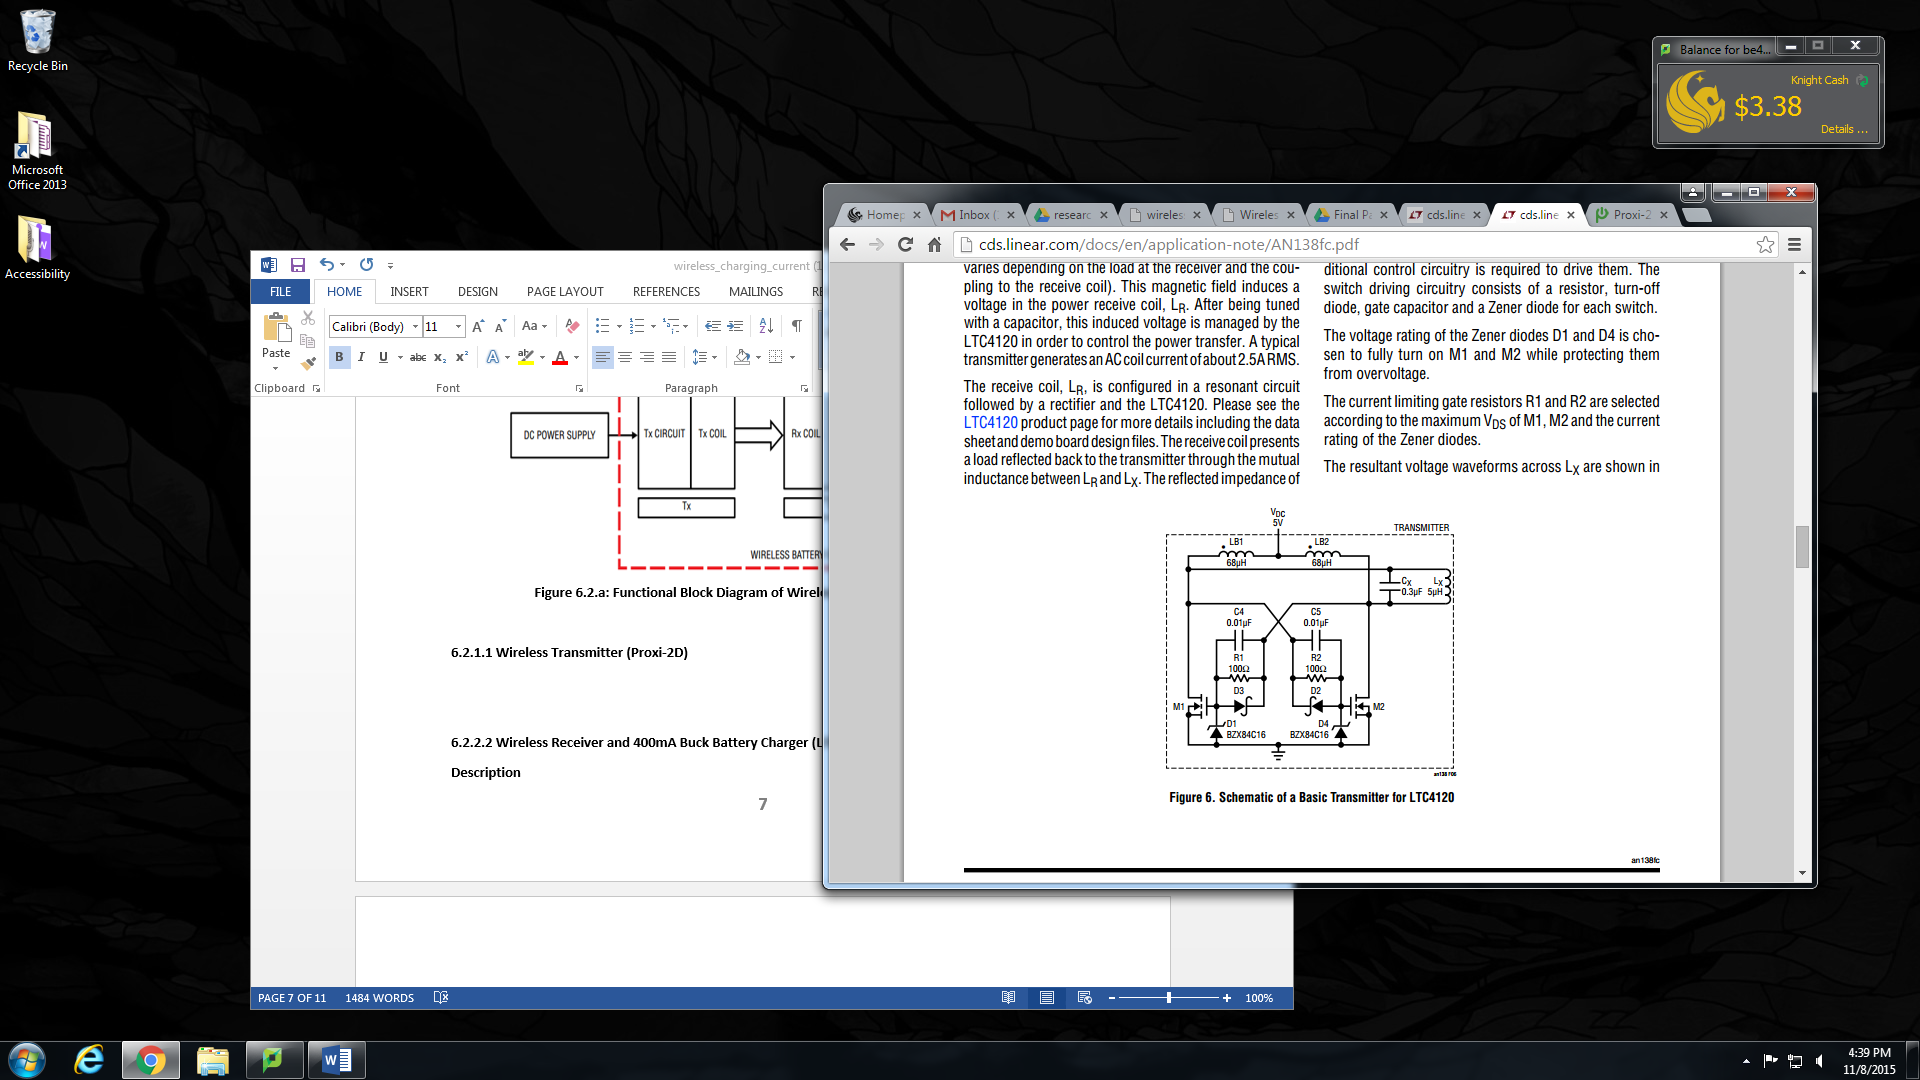 Recycle Bin
Microsoft
Office 2013
Accessibility
Balance for be4...
Knight Cash
$3.38
Details ...
wireless_charging_current (1
FILE
HOME
INSERT
DESIGN
PAGE LAYOUT
REFERENCES
MAILINGS
RE
Paste
Calibri (Body)
11
Clipboard
Font
Paragraph
DC POWER SUPPLY
Tx CIRCUIT
Tx COIL
Rx COIL
Tx
WIRELESS BATTERY
Figure 6.2.a: Functional Block Diagram of Wirele
6.2.1.1 Wireless Transmitter (Proxi-2D)
6.2.2.2 Wireless Receiver and 400mA Buck Battery Charger (L
Description
7
PAGE 7 OF 11
1484 WORDS
100%
Homep
Inbox (
researc
wireless
Wireles
Final Pa
cds.line
cds.line
Proxi-2
cds.linear.com/docs/en/application-note/AN138fc.pdf
varies depending on the load at the receiver and the cou-
pling to the receive coil). This magnetic field induces a
voltage in the power receive coil, LR. After being tuned
with a capacitor, this induced voltage is managed by the
LTC4120 in order to control the power transfer. A typical
transmitter generates an AC coil current of about 2.5A RMS.
The receive coil, LR, is configured in a resonant circuit
followed by a rectifier and the LTC4120. Please see the
LTC4120 product page for more details including the data
sheet and demo board design files. The receive coil presents
a load reflected back to the transmitter through the mutual
inductance between LR and LX. The reflected impedance of
ditional control circuitry is required to drive them. The
switch driving circuitry consists of a resistor, turn-off
diode, gate capacitor and a Zener diode for each switch.
The voltage rating of the Zener diodes D1 and D4 is cho-
sen to fully turn on M1 and M2 while protecting them
from overvoltage.
The current limiting gate resistors R1 and R2 are selected
according to the maximum VDS of M1, M2 and the current
rating of the Zener diodes.
The resultant voltage waveforms across LX are shown in
VDC
5V
TRANSMITTER
LB1
68µH
LB2
68µH
CX
0.3µF
LX
5µH
C4
0.01µF
C5
0.01µF
R1
100Ω
R2
100Ω
D3
D2
M1
M2
D1
BZX84C16
D4
BZX84C16
an138 F06
Figure 6. Schematic of a Basic Transmitter for LTC4120
an138fc
4:39 PM
11/8/2015